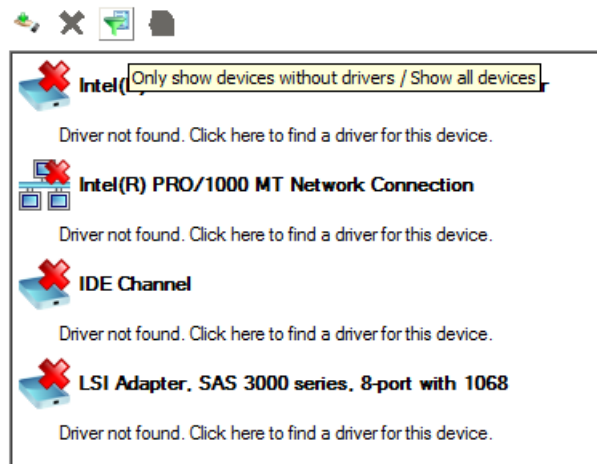 Intel( Only show devices without drivers / Show all devices r
Driver not found. Click here to find a driver for this device.
Intel(R) PRO/1000 MT Network Connection
Driver not found. Click here to find a driver for this device.
IDE Channel
Driver not found. Click here to find a driver for this device.
LSI Adapter, SAS 3000 series, 8-port with 1068
Driver not found. Click here to find a driver for this device.